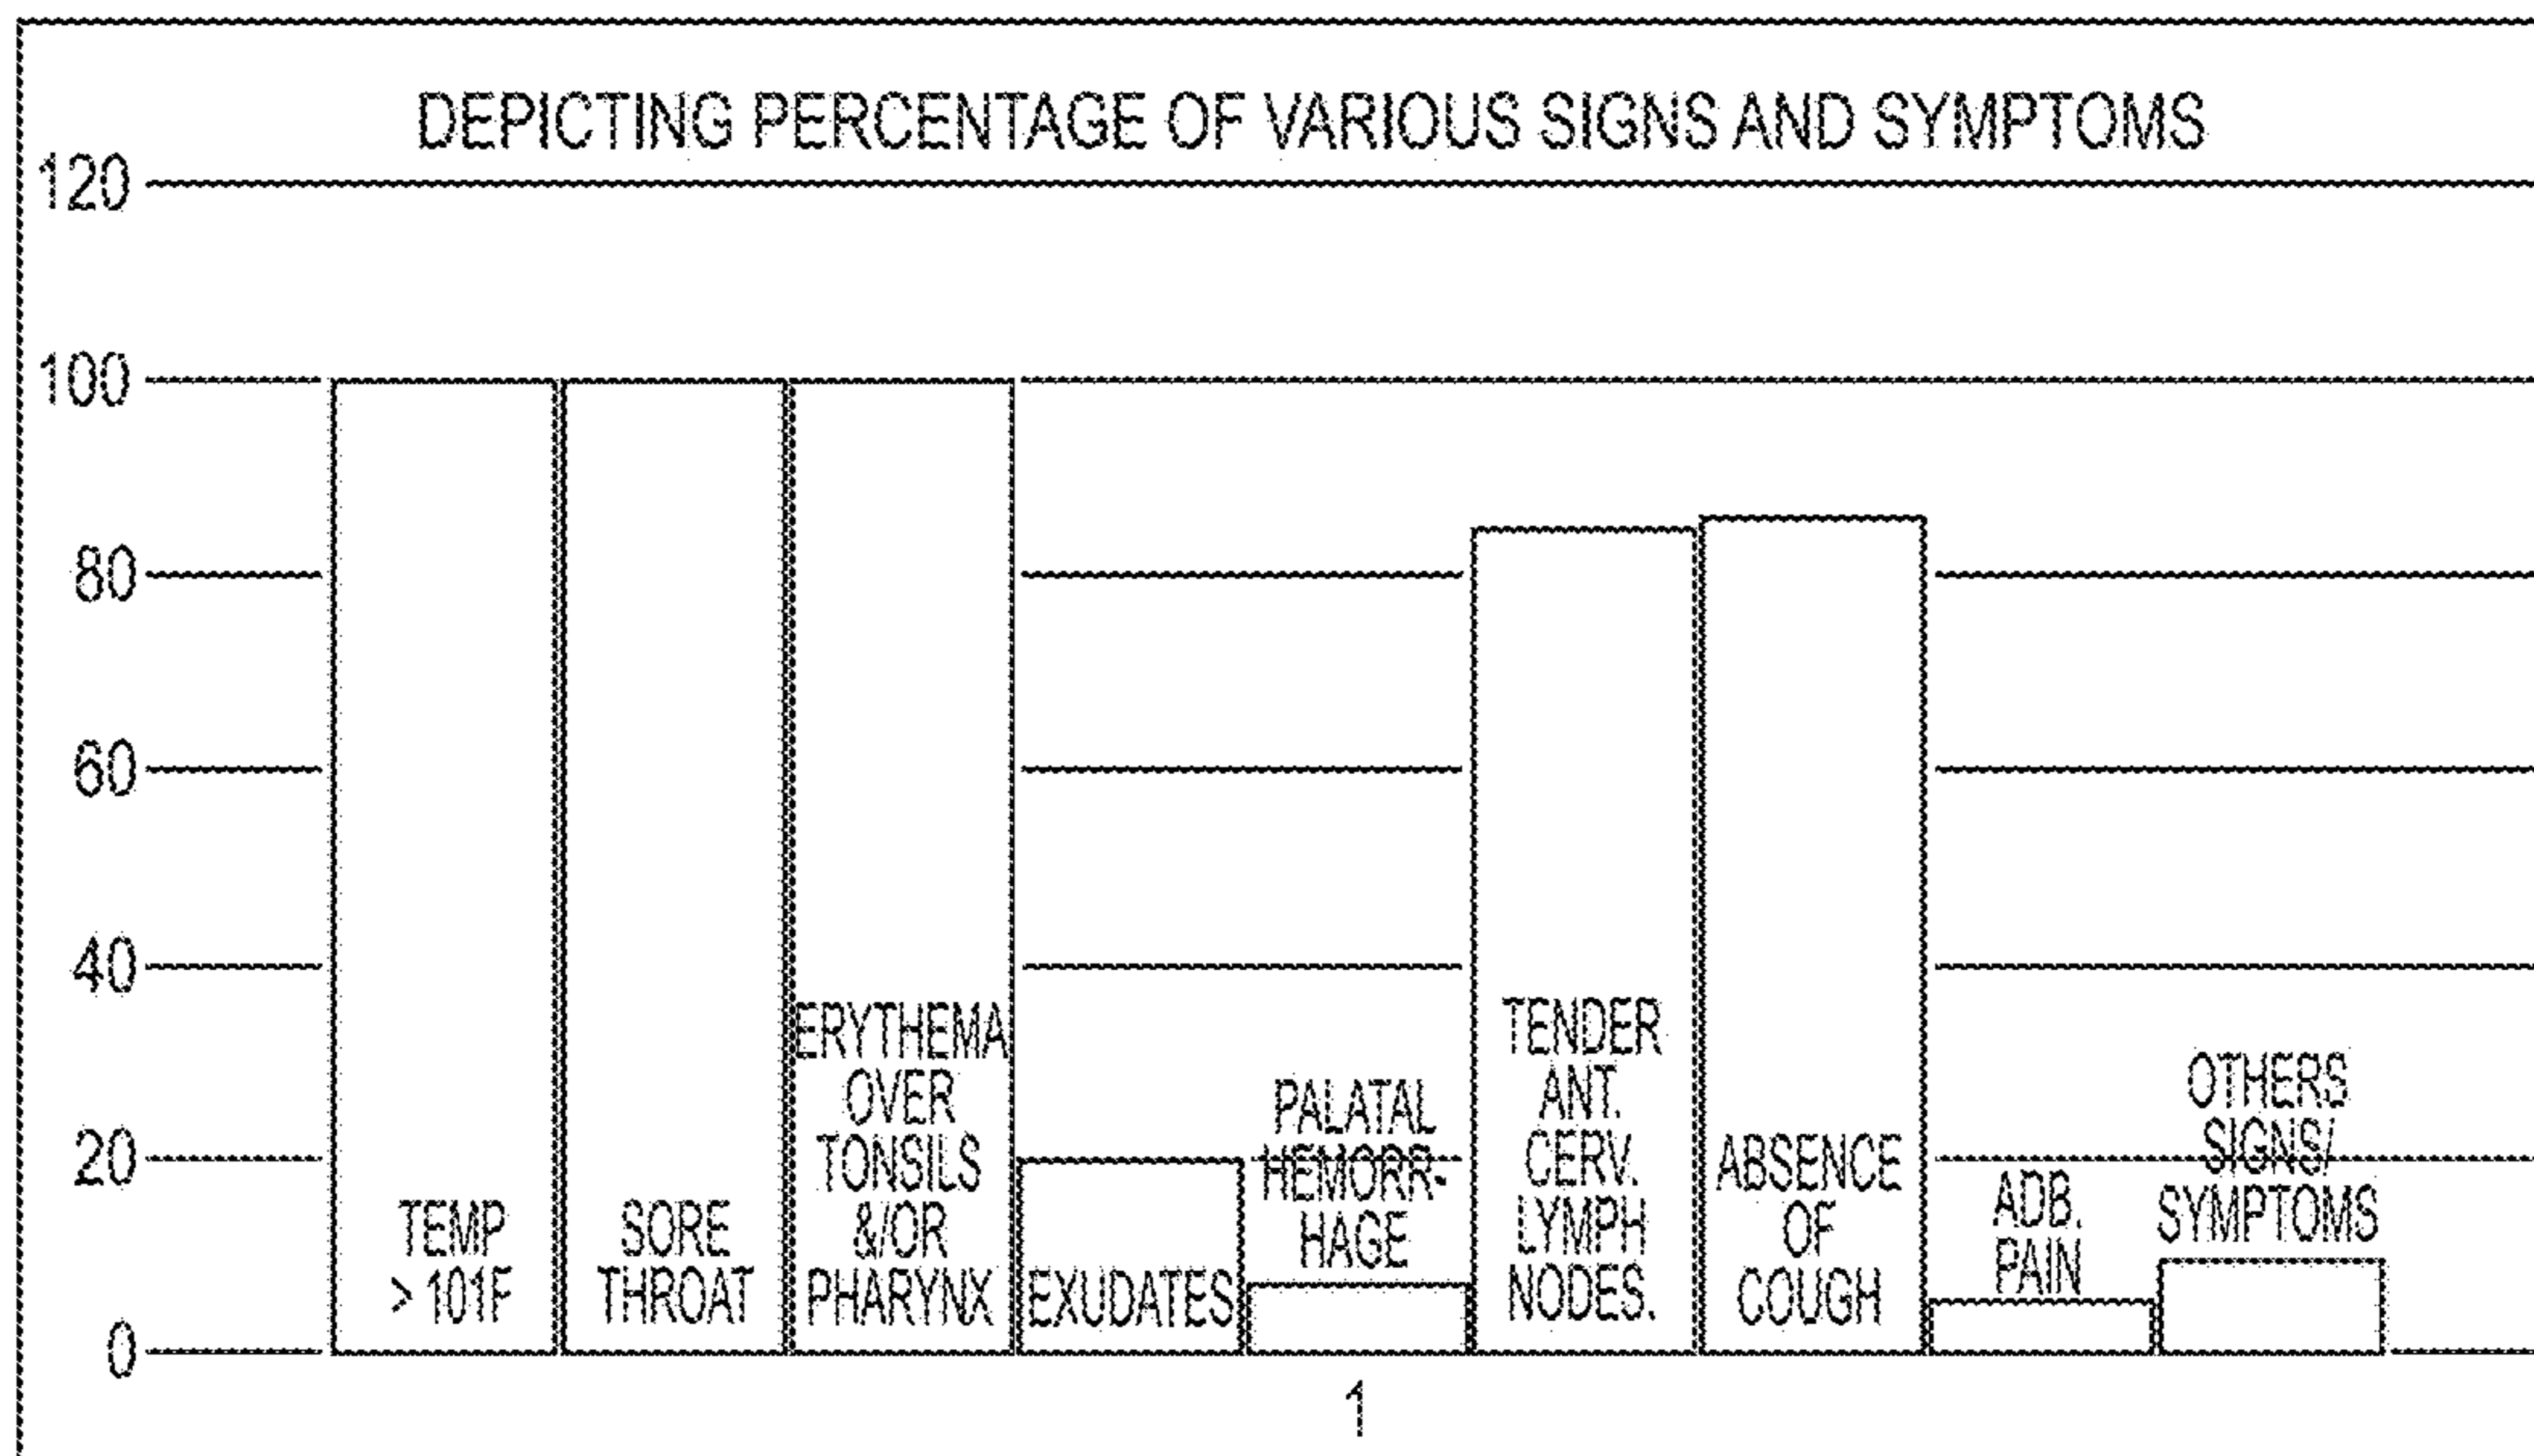 DEPICTING PERCENTAGE OF VARIOUS SIGNS AND SYMPTOMS
120
100
80
60
40
20
0
TEMP
> 101F
SORE
THROAT
ERYTHEMA
OVER
TONSILS
&/OR
PHARYNX
EXUDATES
PALATAL
HEMORR-
HAGE
TENDER
ANT.
CERV.
LYMPH
NODES.
ABSENCE
OF
COUGH
ADB.
PAIN
OTHERS
SIGNS/
SYMPTOMS
1